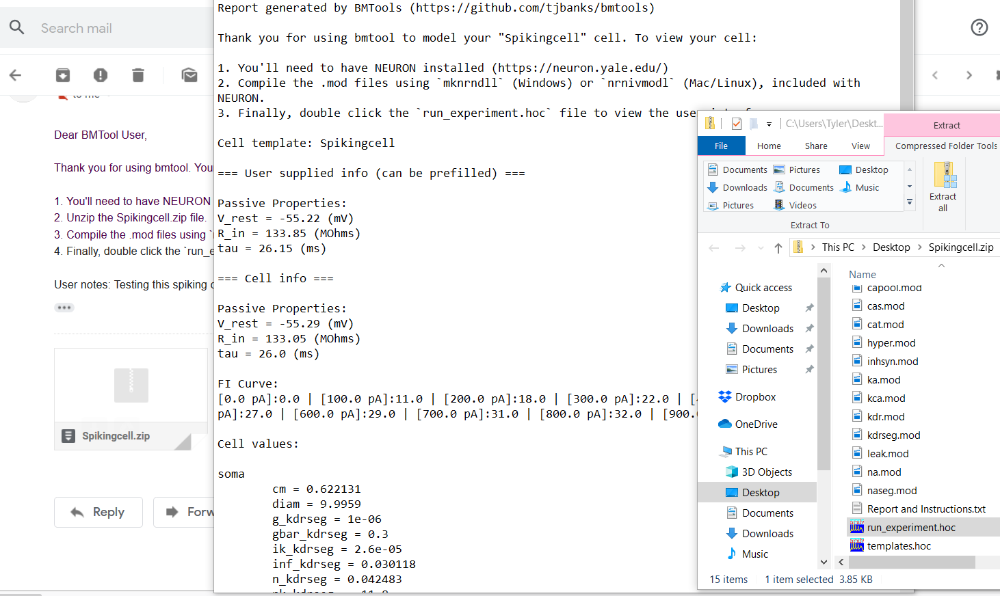 Search mail
to me
Dear BMTool User,
Thank you for using bmtool. You
1. You'll need to have NEURON
2. Unzip the Spikingcell.zip file.
3. Compile the .mod files using `
4. Finally, double click the `run_e
User notes: Testing this spiking
Spikingcell.zip
Reply
Forw
Report generated by BMTools (https://github.com/tjbanks/bmtools)
Thank you for using bmtool to model your "Spikingcell" cell. To view your cell:
1. You'll need to have NEURON installed (https://neuron.yale.edu/)
2. Compile the .mod files using `mknrndll` (Windows) or `nrnivmodl` (Mac/Linux), included with
NEURON.
3. Finally, double click the `run_experiment.hoc` file to view the user
Cell template: Spikingcell
=== User supplied info (can be prefilled) ===
Passive Properties:
V_rest = -55.22 (mV)
R_in = 133.85 (MOhms)
tau = 26.15 (ms)
=== Cell info ===
Passive Properties:
V_rest = -55.29 (mV)
R_in = 133.05 (MOhms)
tau = 26.0 (ms)
FI Curve:
[0.0 pA]:0.0 | [100.0 pA]:11.0 | [200.0 pA]:18.0 | [300.0 pA]:22.0 | [
pA]:27.0 | [600.0 pA]:29.0 | [700.0 pA]:31.0 | [800.0 pA]:32.0 | [900.
Cell values:
soma
cm = 0.622131
diam = 9.9959
g_kdrseg = 1e-06
gbar_kdrseg = 0.3
ik_kdrseg = 2.6e-05
inf_kdrseg = 0.030118
n_kdrseg = 0.042483
C:\Users\Tyler\Deskt...
Extract
File Home Share View Compressed Folder Tools
Documents Pictures Desktop
Downloads Documents Music
Pictures Videos
Extract
all
Extract To
This PC > Desktop > Spikingcell.zip
Quick access
Desktop
Downloads
Documents
Pictures
Dropbox
OneDrive
This PC
3D Objects
Desktop
Documents
Downloads
Music
Name
capool.mod
cas.mod
cat.mod
hyper.mod
inhsyn.mod
ka.mod
kca.mod
kdr.mod
kdrseg.mod
leak.mod
na.mod
naseg.mod
Report and Instructions.txt
run_experiment.hoc
templates.hoc
15 items 1 item selected 3.85 KB